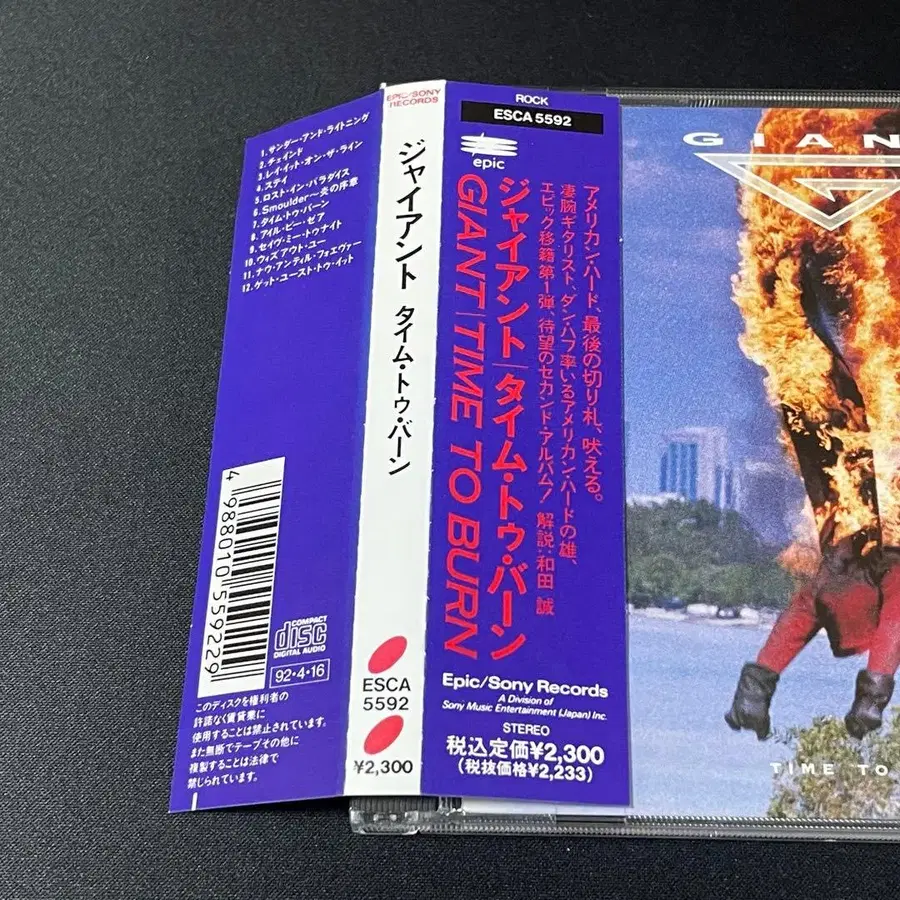 1.サンダー・アンド・ライトニング
2.チェインド
3.レイ・イット・オン・ザ・ライン
4.ステイ
5.ロスト・イン・パラダイス
6.Smoulder〜炎の序章
7.タイム・トゥ・バーン
8.アイル・ビー・ゼア
9.セイヴ・ミー・トゥナイト
10.ウィズアウト・ユー
11.ナウ・アンティル・フォエヴァー
12.ゲット・ユースト・トゥ・イット
4 988010 559229
COMPACT
disc
DIGITAL AUDIO
92・4・16
このディスクを権利者の
許諾なく賃貸業に
使用することは禁止されています。
また無断でテープその他に
複製することは法律で
禁じられています。
EPIC/SONY
RECORDS
ジャイアント タイム・トゥ・バーン
ESCA
5592
¥2,300
ROCK
ESCA 5592
epic
アメリカン・ハード、最後の切り札、吠える。
凄腕ギタリスト、ダン・ハフ率いるアメリカン・ハードの雄、
エピック移籍第1弾、待望のセカンド・アルバム! 解説:和田 誠
ジャイアント|タイム・トゥ・バーン
GIANT|TIME TO BURN
Epic/Sony Records
A Division of
Sony Music Entertainment (Japan) Inc.
STEREO
税込定価¥2,300
(税抜価格¥2,233)
GIAN
TIME TO